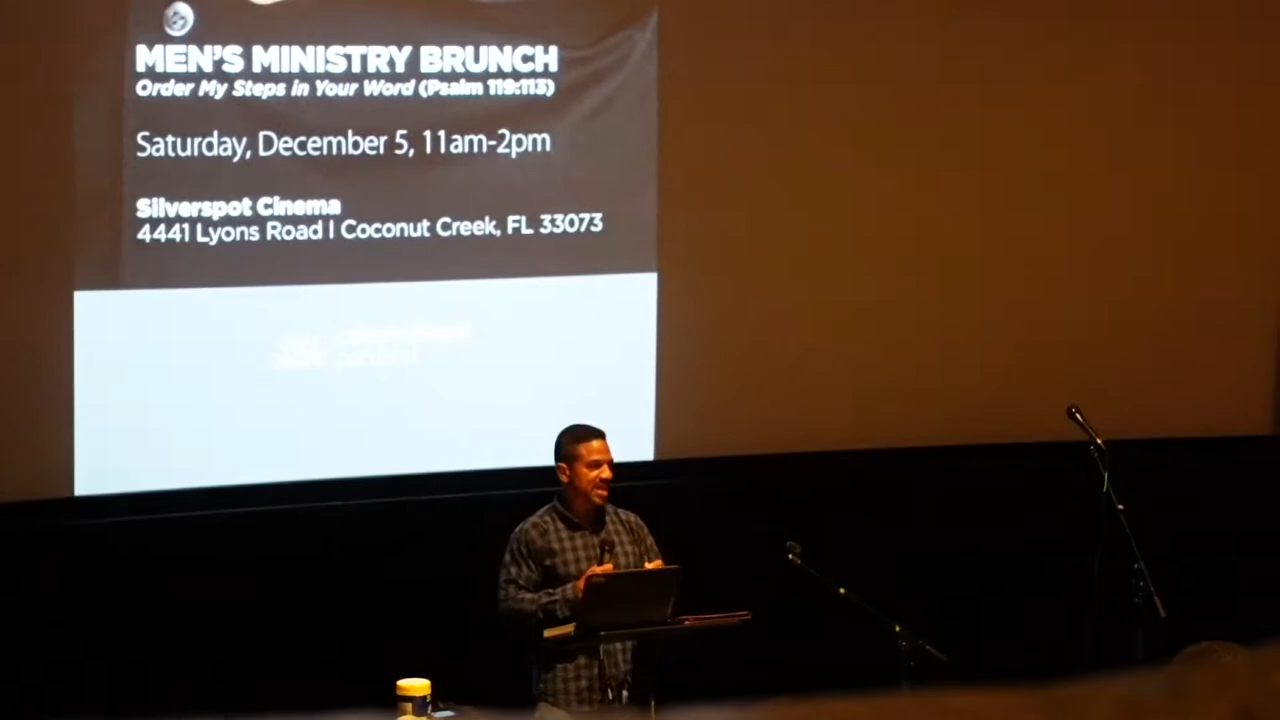 MEN'S MINISTRY BRUNCH
Order My Steps in Your Word (Psalm 119:113)
Saturday, December 5, 11am-2pm
Silverspot Cinema
4441 Lyons Road | Coconut Creek, FL 33073